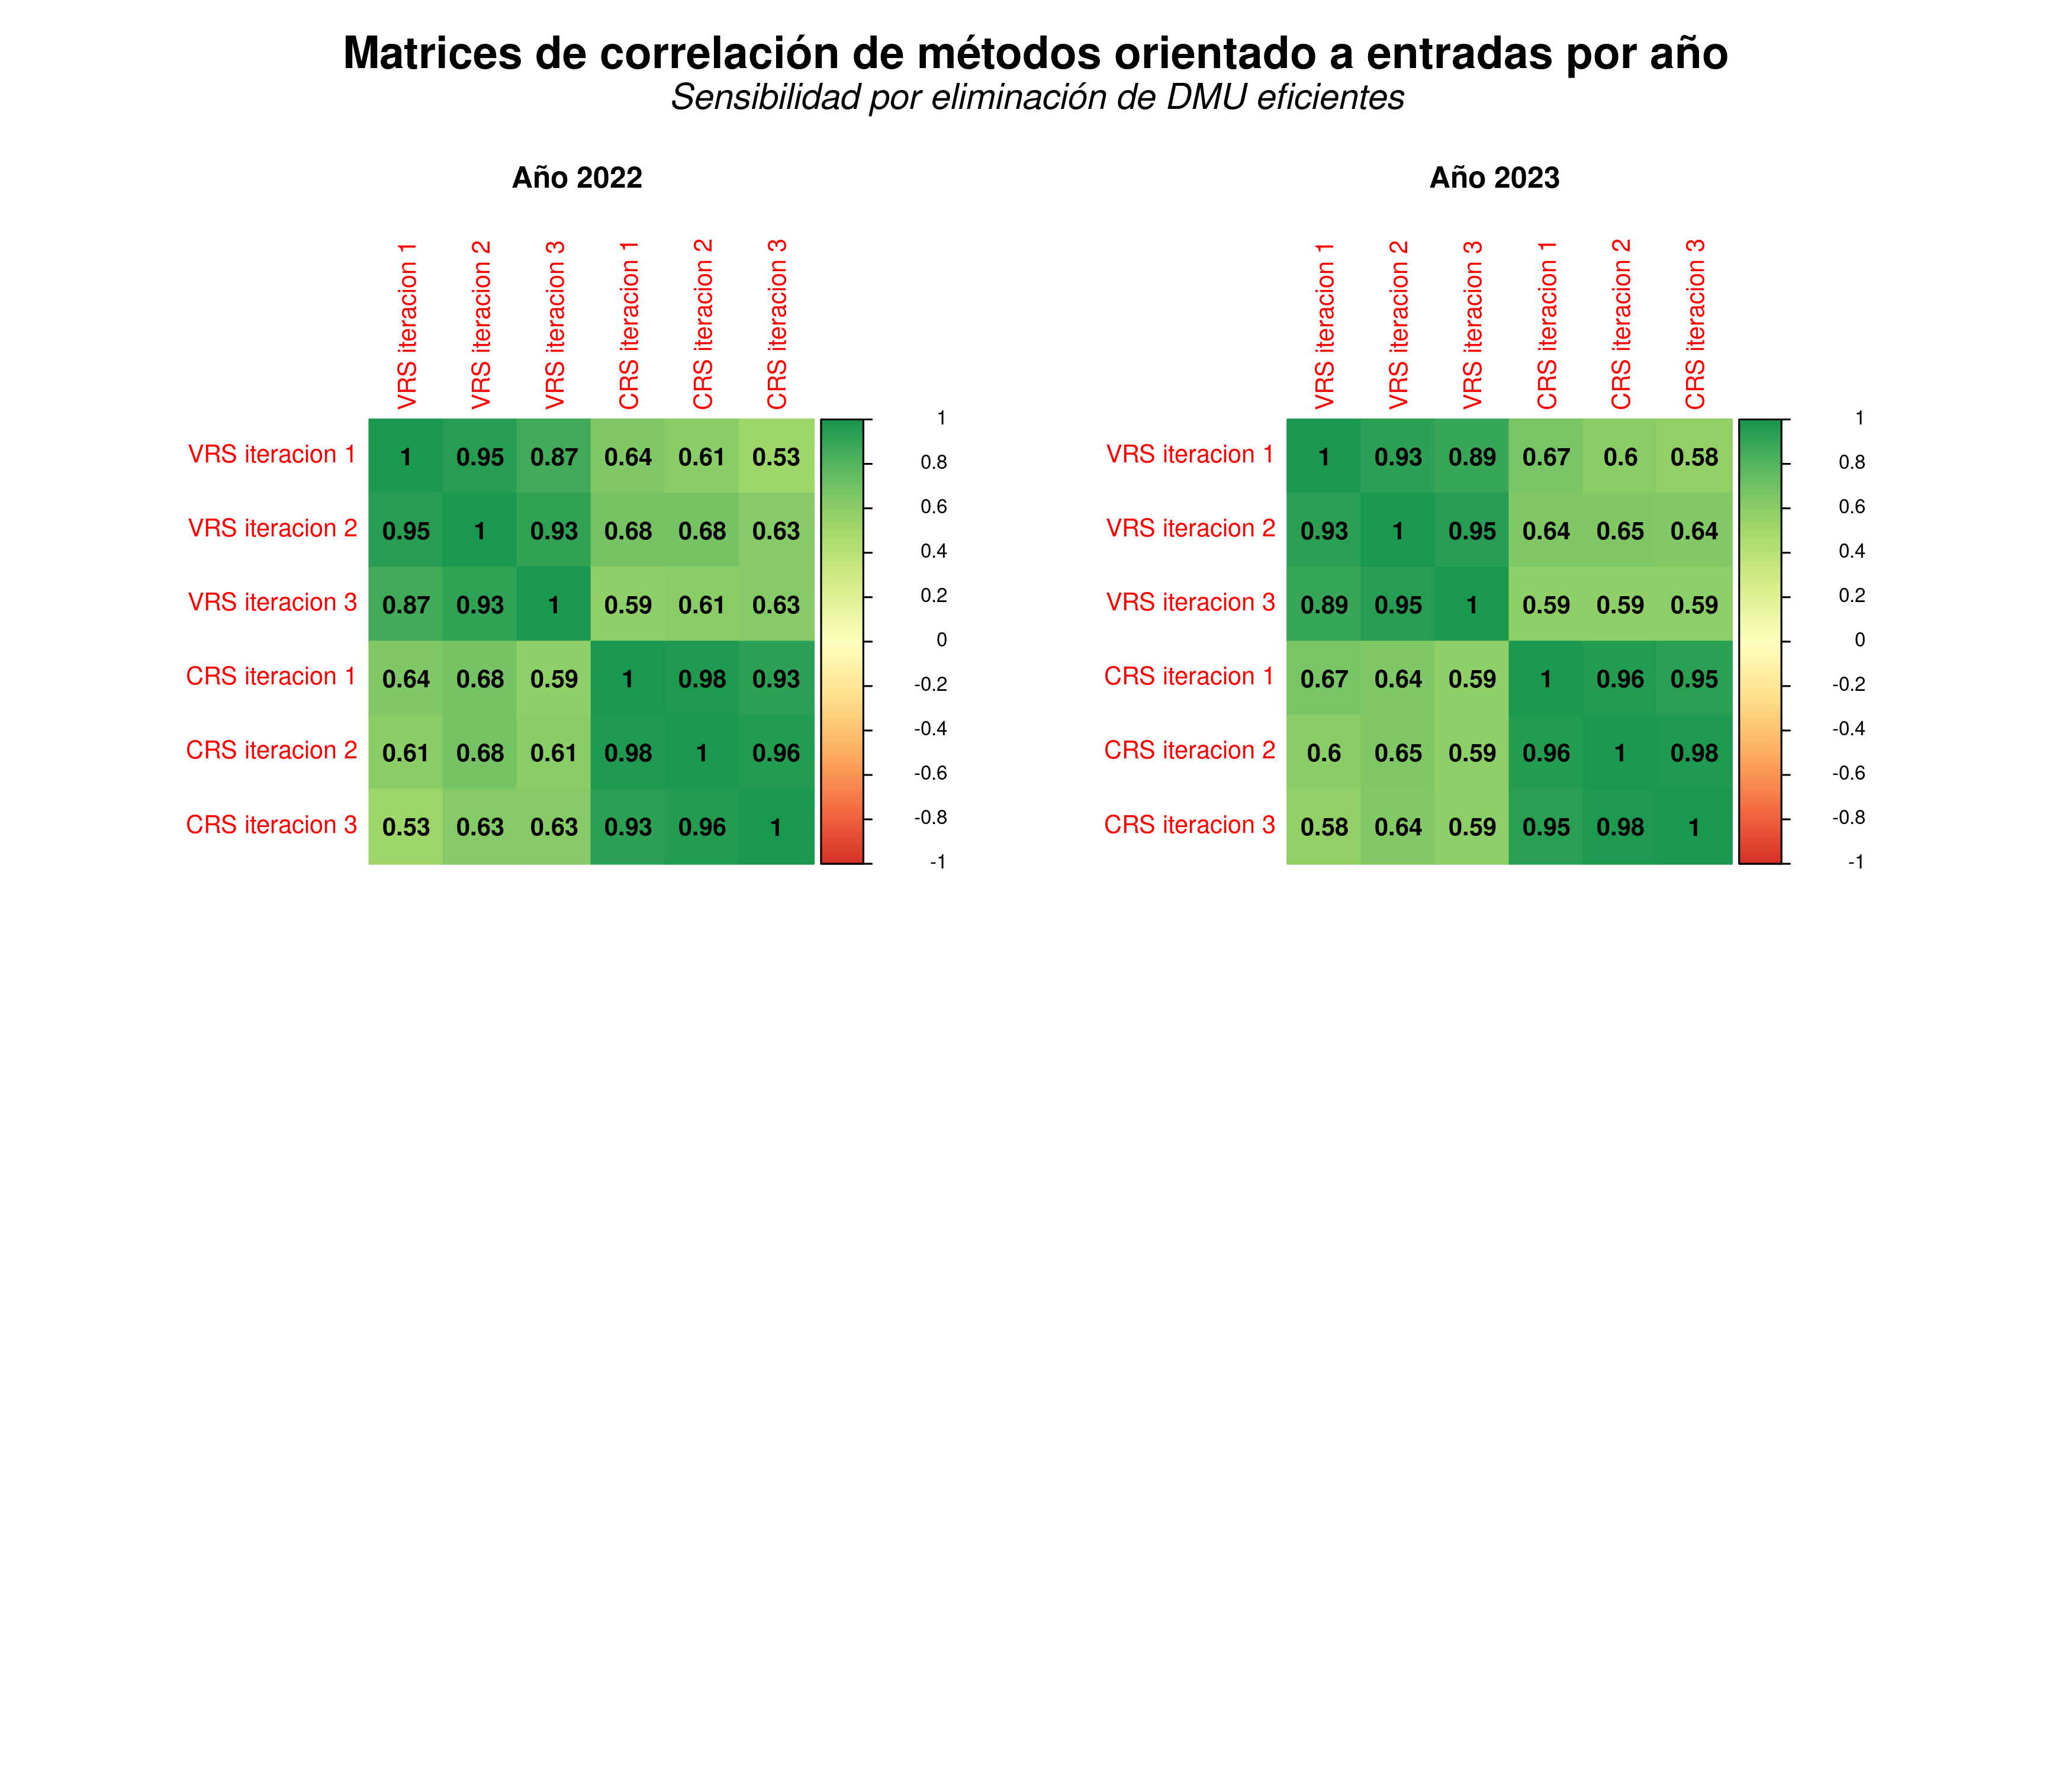 Matrices de correlación de métodos orientado a entradas por año
Sensibilidad por eliminación de DMU eficientes
Año 2022
VRS iteracion 1
VRS iteracion 2
VRS iteracion 3
CRS iteracion 1
CRS iteracion 2
CRS iteracion 3
VRS iteracion 1 1 0.95 0.87 0.64 0.61 0.53
VRS iteracion 2 0.95 1 0.93 0.68 0.68 0.63
VRS iteracion 3 0.87 0.93 1 0.59 0.61 0.63
CRS iteracion 1 0.64 0.68 0.59 1 0.98 0.93
CRS iteracion 2 0.61 0.68 0.61 0.98 1 0.96
CRS iteracion 3 0.53 0.63 0.63 0.93 0.96 1
1
0.8
0.6
0.4
0.2
0
-0.2
-0.4
-0.6
-0.8
-1
Año 2023
VRS iteracion 1
VRS iteracion 2
VRS iteracion 3
CRS iteracion 1
CRS iteracion 2
CRS iteracion 3
VRS iteracion 1 1 0.93 0.89 0.67 0.6 0.58
VRS iteracion 2 0.93 1 0.95 0.64 0.65 0.64
VRS iteracion 3 0.89 0.95 1 0.59 0.59 0.59
CRS iteracion 1 0.67 0.64 0.59 1 0.96 0.95
CRS iteracion 2 0.6 0.65 0.59 0.96 1 0.98
CRS iteracion 3 0.58 0.64 0.59 0.95 0.98 1
1
0.8
0.6
0.4
0.2
0
-0.2
-0.4
-0.6
-0.8
-1